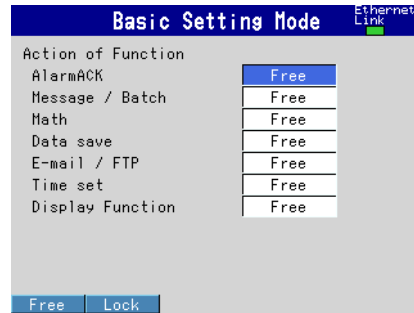 Basic Setting Mode
Ethernet
Link
Action of Function
AlarmACK Free
Message / Batch Free
Math Free
Data save Free
E-mail / FTP Free
Time set Free
Display Function Free
Free Lock